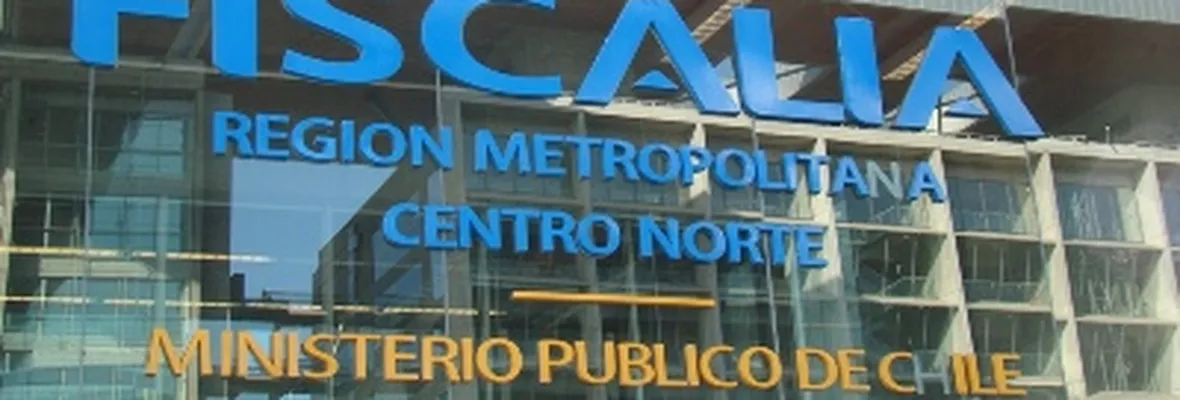 FISCALIA
REGION METROPOLITANA
CENTRO NORTE
MINISTERIO PUBLICO DE CHILE